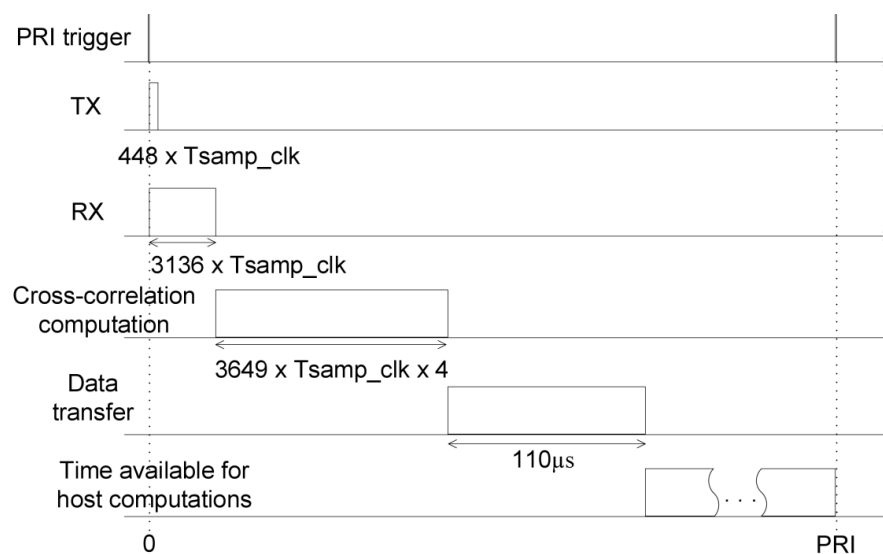 PRI trigger
TX
448 x Tsamp_clk
RX
3136 x Tsamp_clk
Cross-correlation
computation
3649 x Tsamp_clk x 4
Data
transfer
110µs
Time available for
host computations
. . .
0
PRI